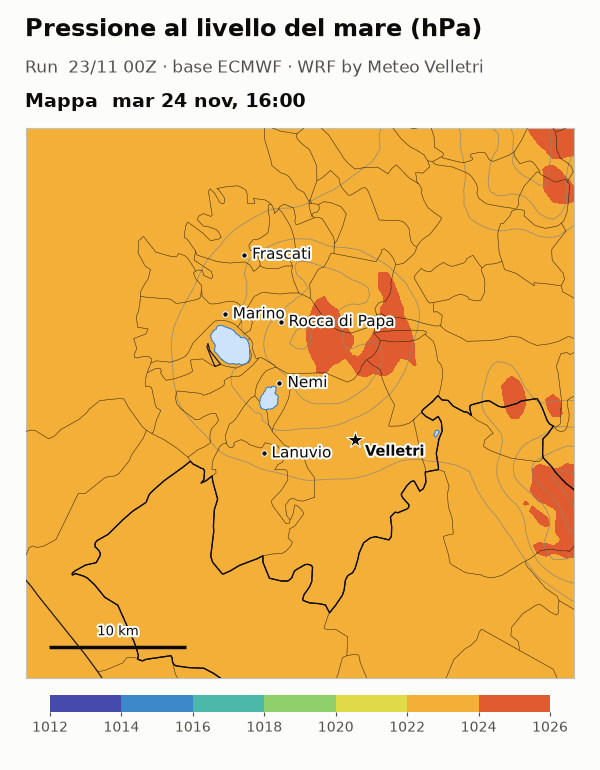 Pressione al livello del mare (hPa)
Run  23/11 00Z · base ECMWF · WRF by Meteo Velletri
Mappa  mar 24 nov, 16:00
Frascati
Marino
Rocca di Papa
Nemi
Velletri
Lanuvio
10 km
1012 1014 1016 1018 1020 1022 1024 1026